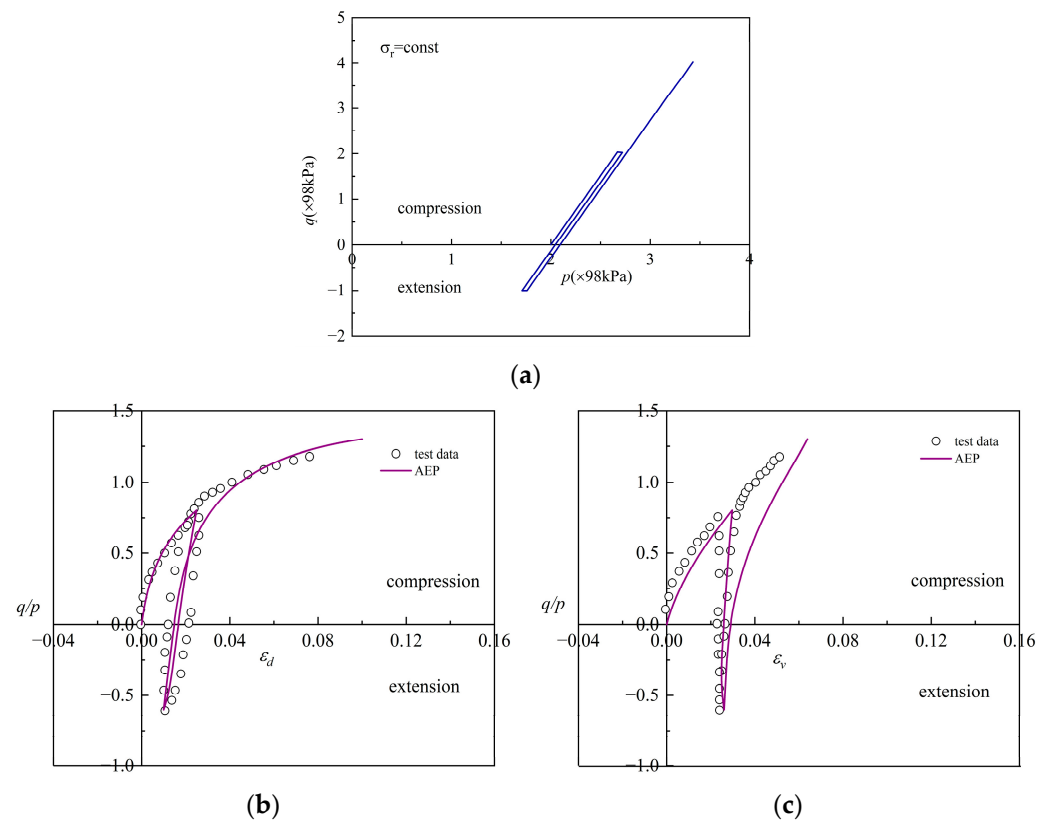 5
4
3
2
1
0
−1
−2
σr=const
compression
extension
q(×98kPa)
0 1 2 3 4
p(×98kPa)
(a)
1.5
1.0
0.5
0.0
−0.5
−1.0
test data
AEP
compression
q/p
−0.04 0.00 0.04 0.08 0.12 0.16
εd
extension
(b)
1.5
1.0
0.5
0.0
−0.5
−1.0
test data
AEP
compression
q/p
−0.04 0.00 0.04 0.08 0.12 0.16
εv
extension
(c)